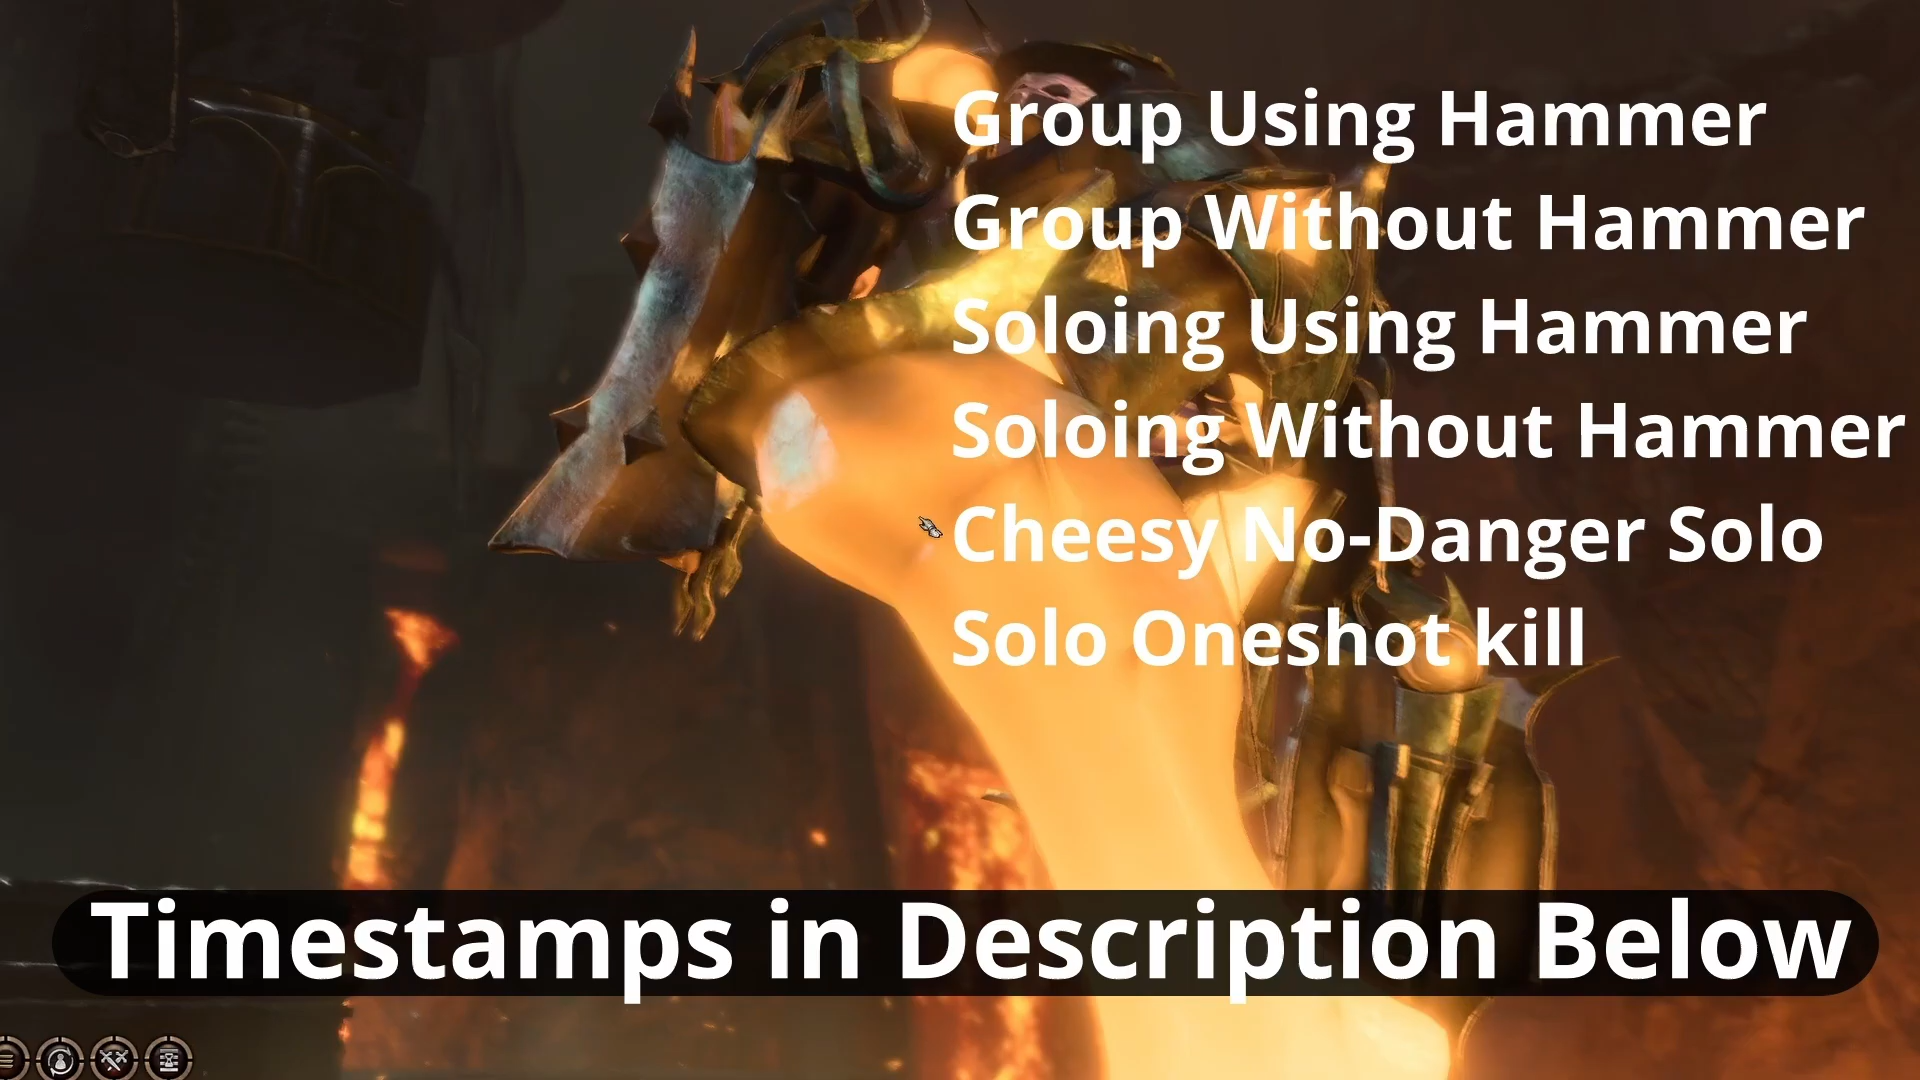 Group Using Hammer
Group Without Hammer
Soloing Using Hammer
Soloing Without Hammer
Cheesy No-Danger Solo
Solo Oneshot kill
Timestamps in Description Below